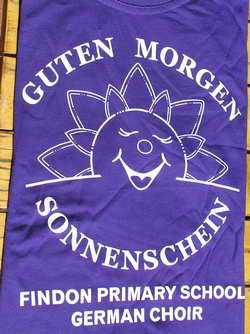 GUTEN MORGEN
SONNENSCHEIN
FINDON PRIMARY SCHOOL
GERMAN CHOIR